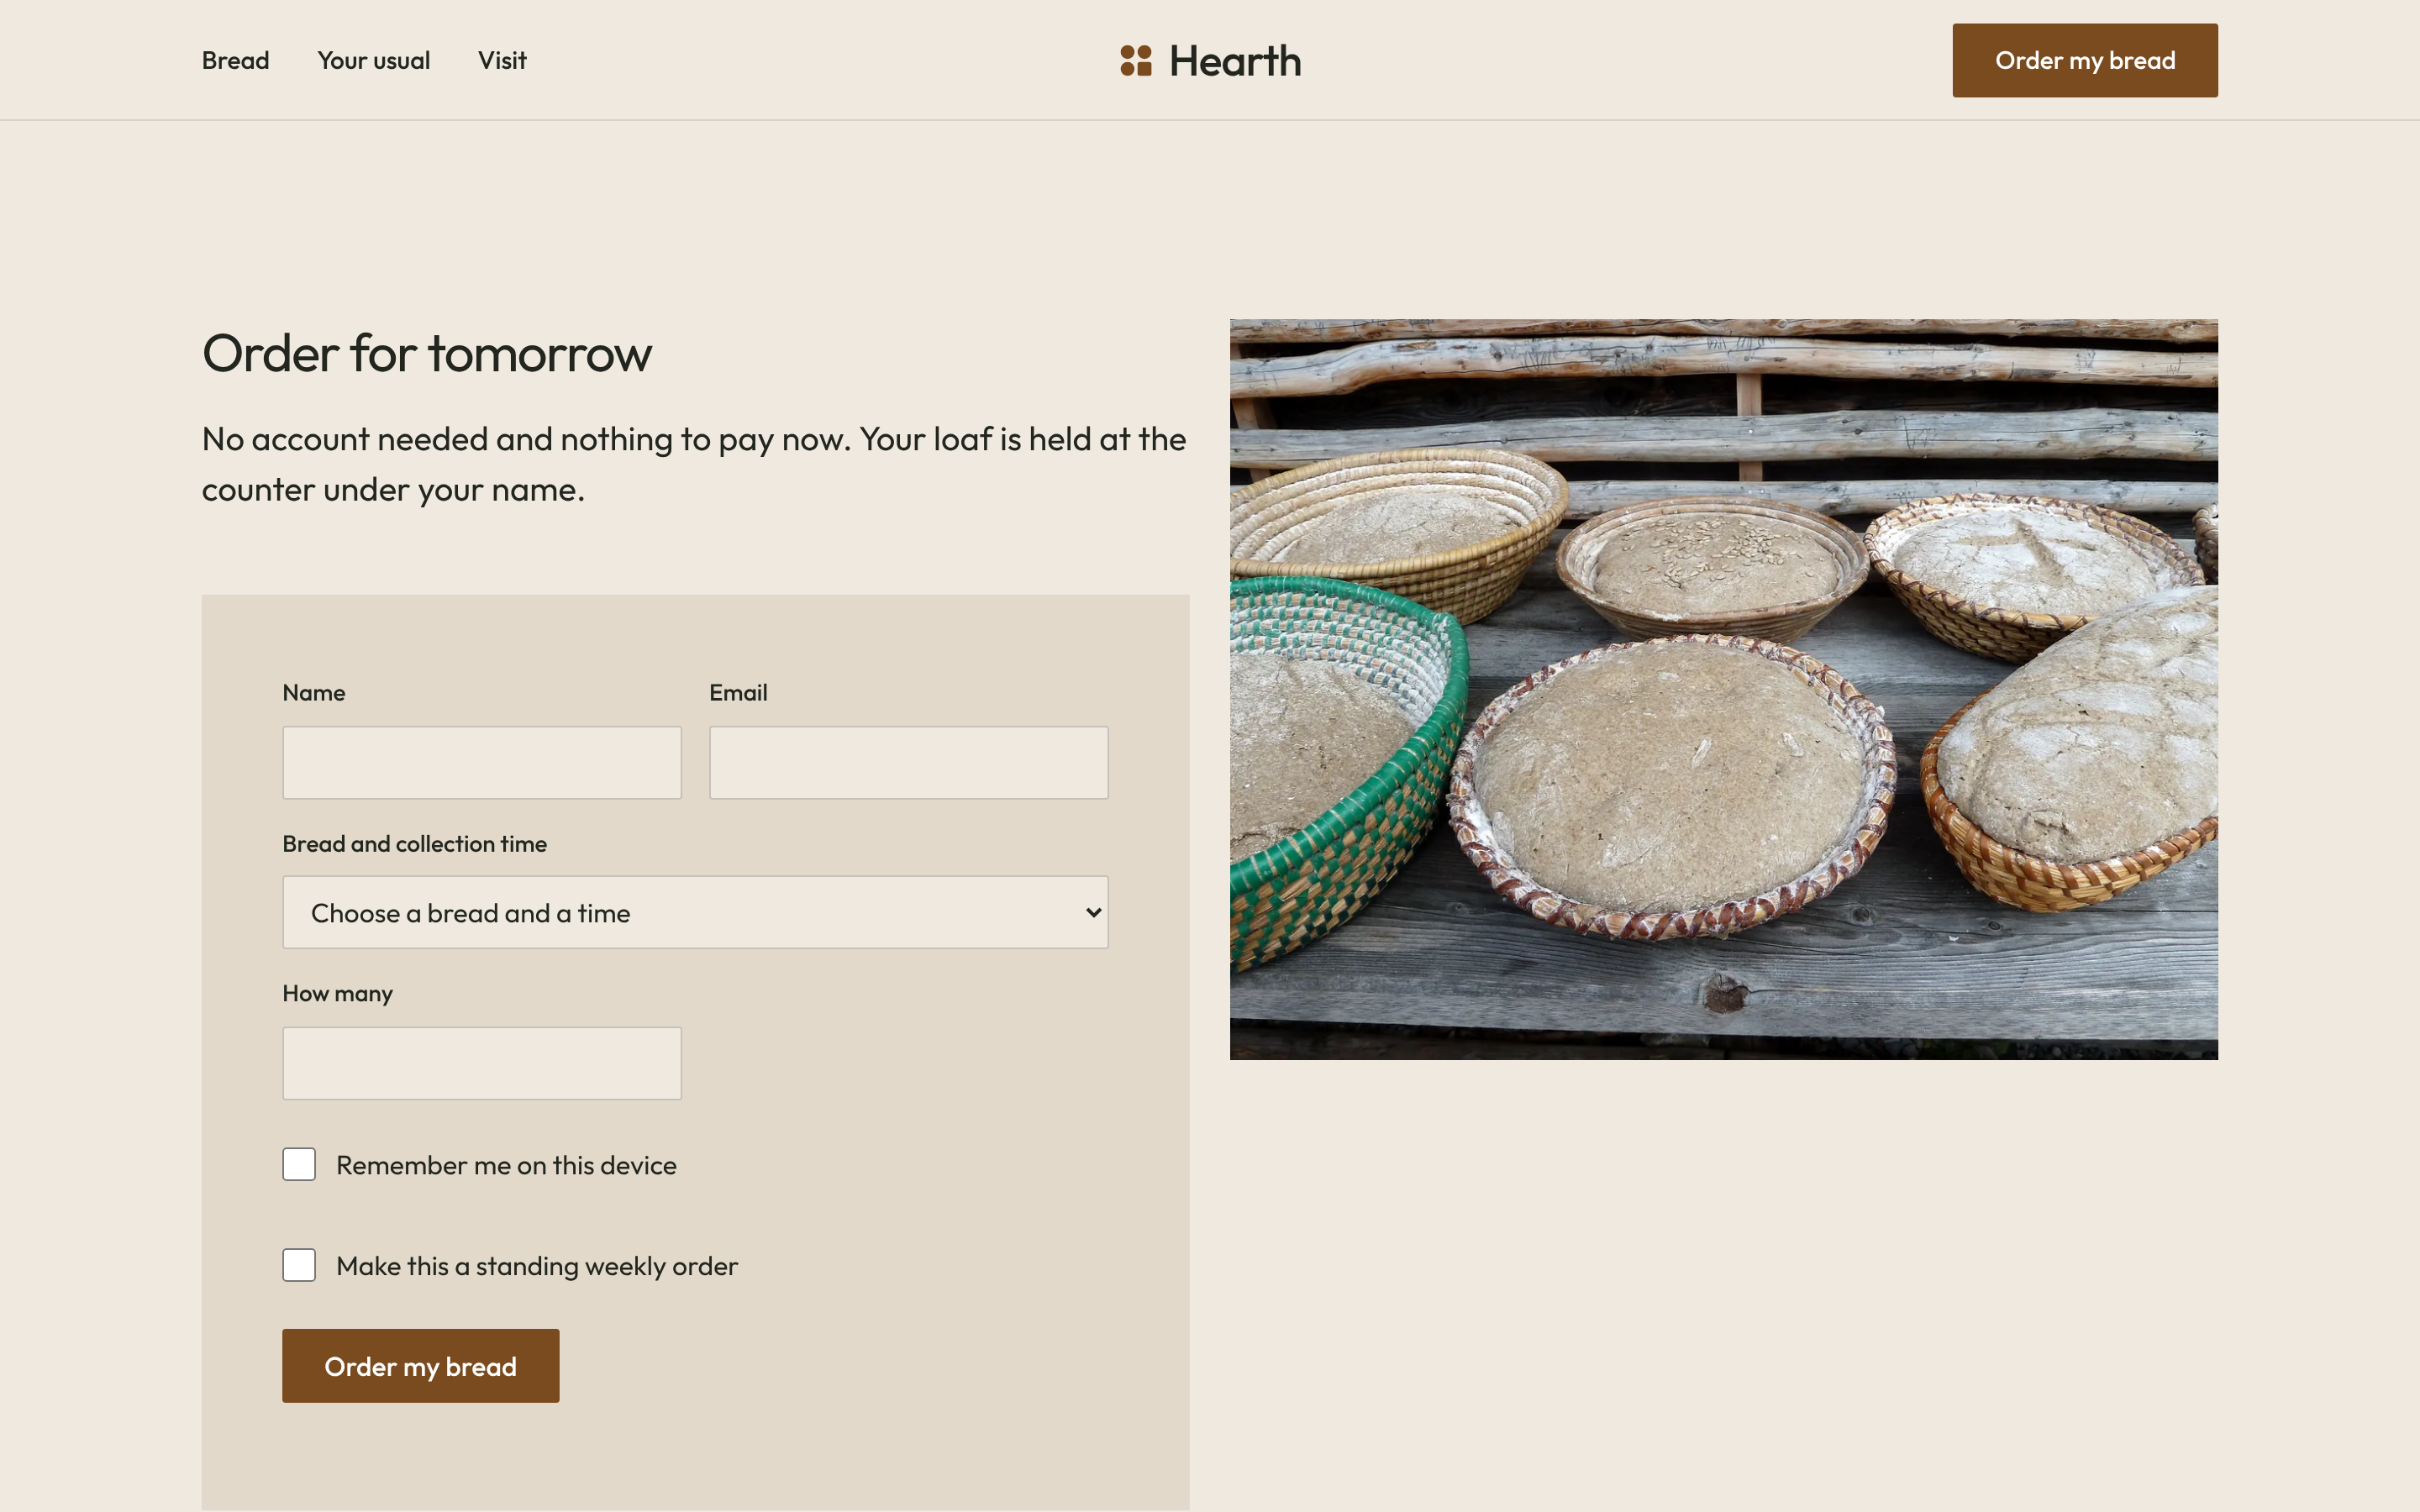 Bread
Your usual
Visit
Hearth
Order my bread
Order for tomorrow
No account needed and nothing to pay now. Your loaf is held at the
counter under your name.
Name
Email
Bread and collection time
Choose a bread and a time
How many
Remember me on this device
Make this a standing weekly order
Order my bread